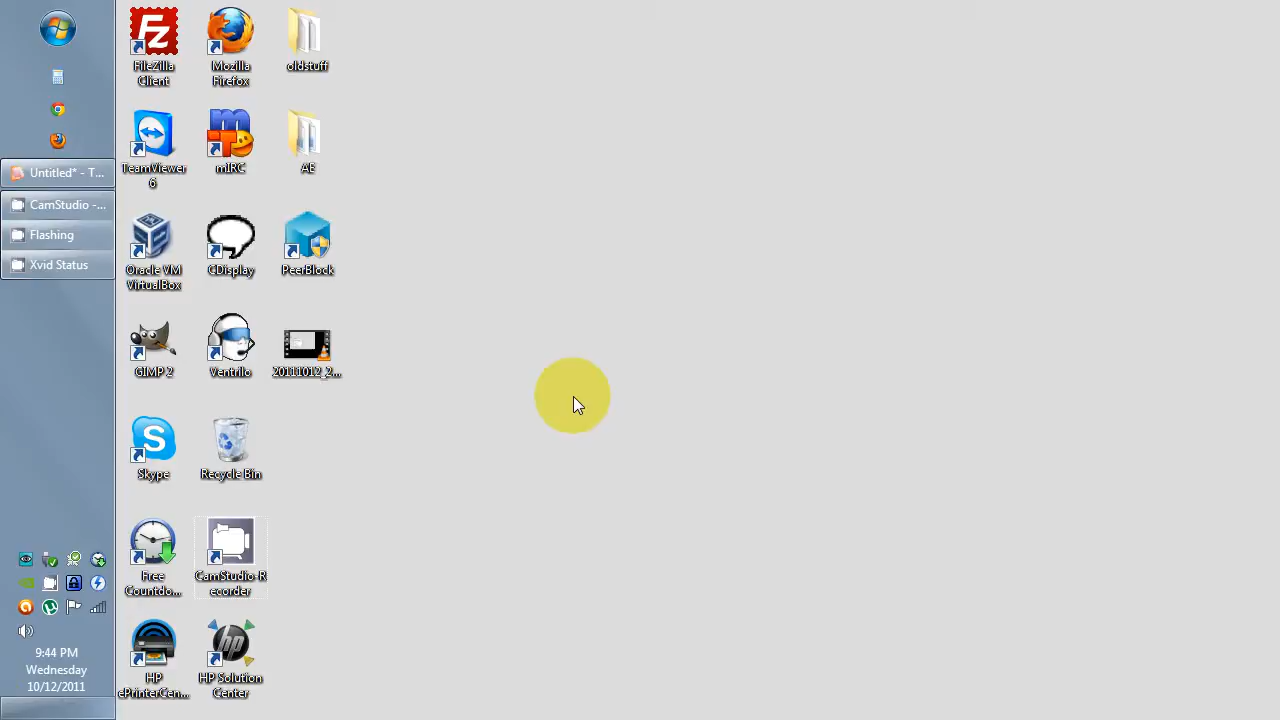 Untitled* - T...
CamStudio -...
Flashing
Xvid Status
9:44 PM
Wednesday
10/12/2011
FileZilla
Client
Mozilla
Firefox
oldstuff
TeamViewer
6
mIRC
AE
Oracle VM
VirtualBox
CDisplay
PeerBlock
GIMP 2
Ventrilo
20111012_2...
Skype
Recycle Bin
Free
Countdo...
CamStudio-R
ecorder
HP
ePrinterCen...
HP Solution
Center